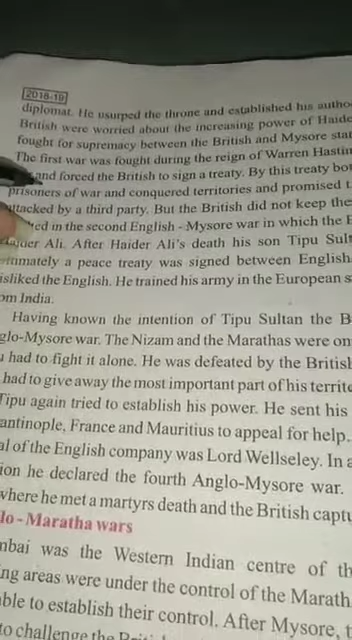 2018-19
diplomat. He usurped the throne and established his autho
British were worried about the increasing power of Haide
fought for supremacy between the British and Mysore stat
The first war was fought during the reign of Warren Hastin
and forced the British to sign a treaty. By this treaty bot
prisoners of war and conquered territories and promised t
attacked by a third party. But the British did not keep the
ted in the second English - Mysore war in which the E
Haider Ali. After Haider Ali's death his son Tipu Sult
ltimately a peace treaty was signed between English
isliked the English. He trained his army in the European s
om India.
Having known the intention of Tipu Sultan the B
glo-Mysore war. The Nizam and the Marathas were on
u had to fight it alone. He was defeated by the British
had to give away the most important part of his territo
Tipu again tried to establish his power. He sent his
antinople, France and Mauritius to appeal for help.
al of the English company was Lord Wellseley. In a
ion he declared the fourth Anglo-Mysore war.
where he met a martyrs death and the British captu
lo - Maratha wars
mbai was the Western Indian centre of th
ng areas were under the control of the Marath
ble to establish their control. After Mysore, t
to challenge the